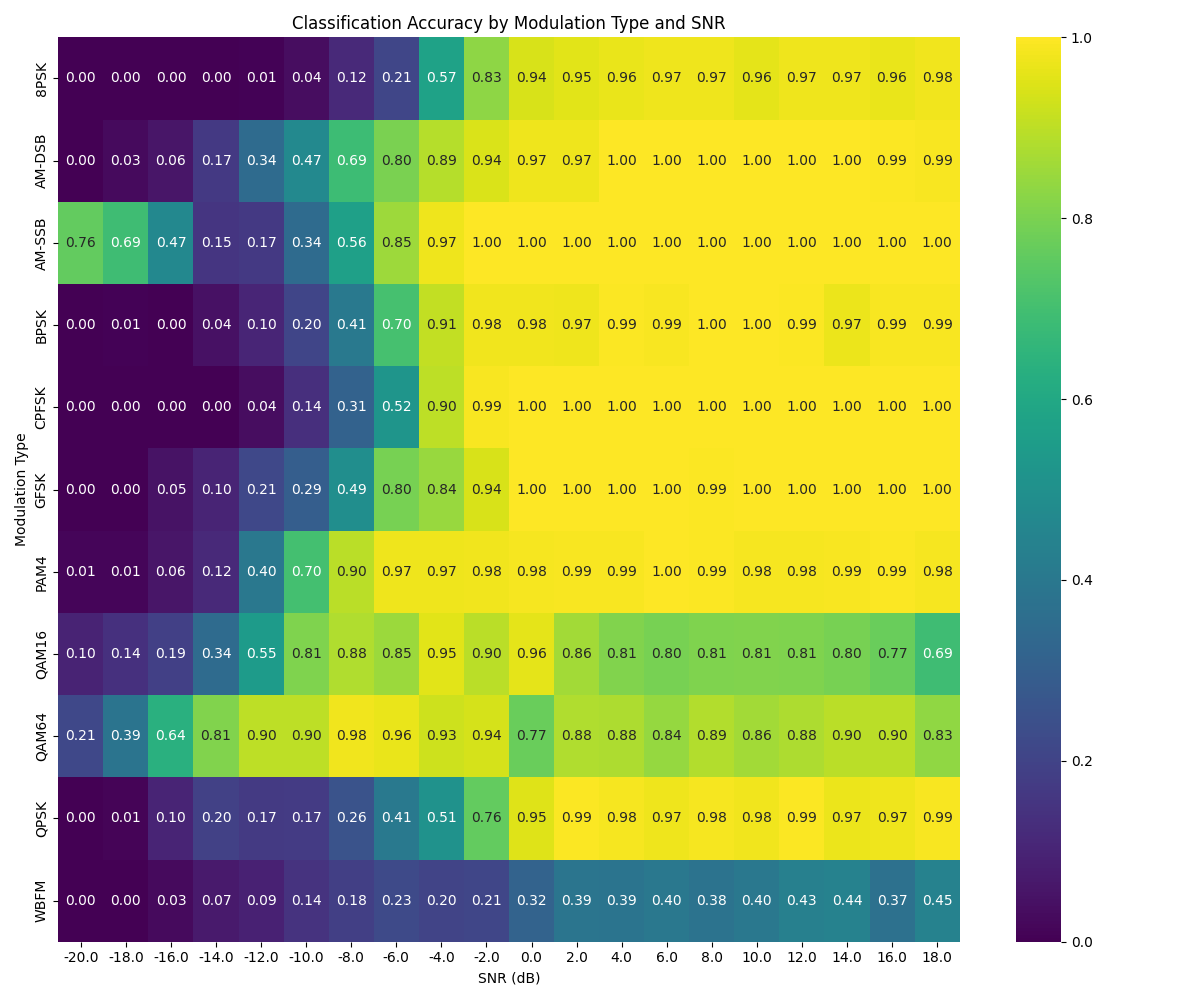 Classification Accuracy by Modulation Type and SNR
Modulation Type
8PSK 0.00 0.00 0.00 0.00 0.01 0.04 0.12 0.21 0.57 0.83 0.94 0.95 0.96 0.97 0.97 0.96 0.97 0.97 0.96 0.98
AM-DSB 0.00 0.03 0.06 0.17 0.34 0.47 0.69 0.80 0.89 0.94 0.97 0.97 1.00 1.00 1.00 1.00 1.00 1.00 0.99 0.99
AM-SSB 0.76 0.69 0.47 0.15 0.17 0.34 0.56 0.85 0.97 1.00 1.00 1.00 1.00 1.00 1.00 1.00 1.00 1.00 1.00 1.00
BPSK 0.00 0.01 0.00 0.04 0.10 0.20 0.41 0.70 0.91 0.98 0.98 0.97 0.99 0.99 1.00 1.00 0.99 0.97 0.99 0.99
CPFSK 0.00 0.00 0.00 0.00 0.04 0.14 0.31 0.52 0.90 0.99 1.00 1.00 1.00 1.00 1.00 1.00 1.00 1.00 1.00 1.00
GFSK 0.00 0.00 0.05 0.10 0.21 0.29 0.49 0.80 0.84 0.94 1.00 1.00 1.00 1.00 0.99 1.00 1.00 1.00 1.00 1.00
PAM4 0.01 0.01 0.06 0.12 0.40 0.70 0.90 0.97 0.97 0.98 0.98 0.99 0.99 1.00 0.99 0.98 0.98 0.99 0.99 0.98
QAM16 0.10 0.14 0.19 0.34 0.55 0.81 0.88 0.85 0.95 0.90 0.96 0.86 0.81 0.80 0.81 0.81 0.81 0.80 0.77 0.69
QAM64 0.21 0.39 0.64 0.81 0.90 0.90 0.98 0.96 0.93 0.94 0.77 0.88 0.88 0.84 0.89 0.86 0.88 0.90 0.90 0.83
QPSK 0.00 0.01 0.10 0.20 0.17 0.17 0.26 0.41 0.51 0.76 0.95 0.99 0.98 0.97 0.98 0.98 0.99 0.97 0.97 0.99
WBFM 0.00 0.00 0.03 0.07 0.09 0.14 0.18 0.23 0.20 0.21 0.32 0.39 0.39 0.40 0.38 0.40 0.43 0.44 0.37 0.45
-20.0 -18.0 -16.0 -14.0 -12.0 -10.0 -8.0 -6.0 -4.0 -2.0 0.0 2.0 4.0 6.0 8.0 10.0 12.0 14.0 16.0 18.0
SNR (dB)
1.0
0.8
0.6
0.4
0.2
0.0